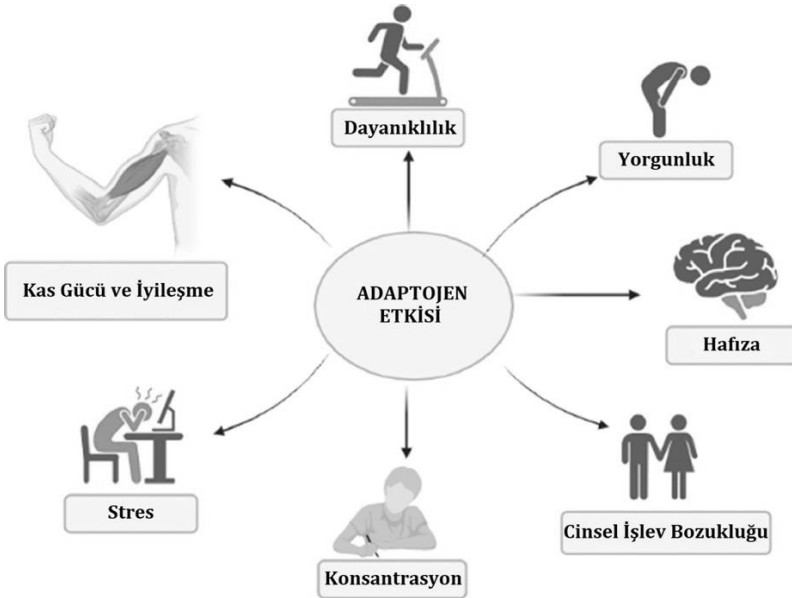 Dayanıklılık
Yorgunluk
Kas Gücü ve İyileşme
ADAPTOJEN
ETKİSİ
Hafıza
Stres
Konsantrasyon
Cinsel İşlev Bozukluğu